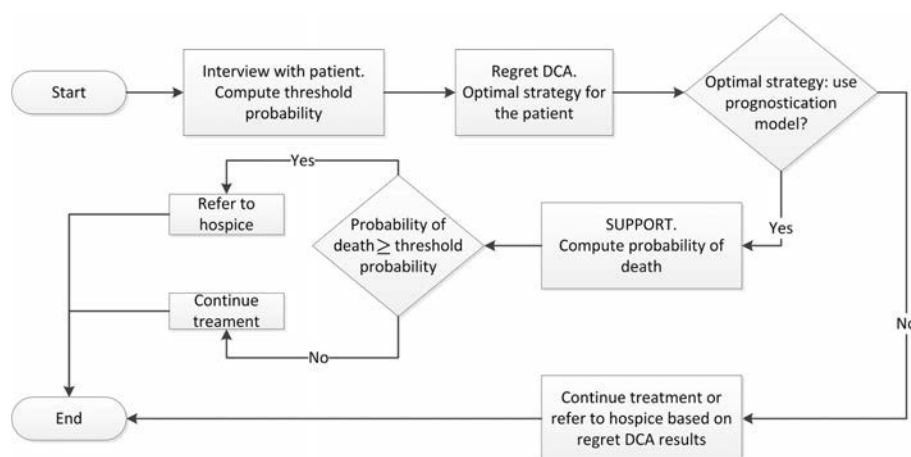 Start
Interview with patient.
Compute threshold
probability
Regret DCA.
Optimal strategy for
the patient
Optimal strategy: use
prognostication
model?
Yes
Refer to
hospice
Probability of
death ≥ threshold
probability
SUPPORT.
Compute probability of
death
Yes
Continue
treament
No
No
End
Continue treatment or
refer to hospice based on
regret DCA results